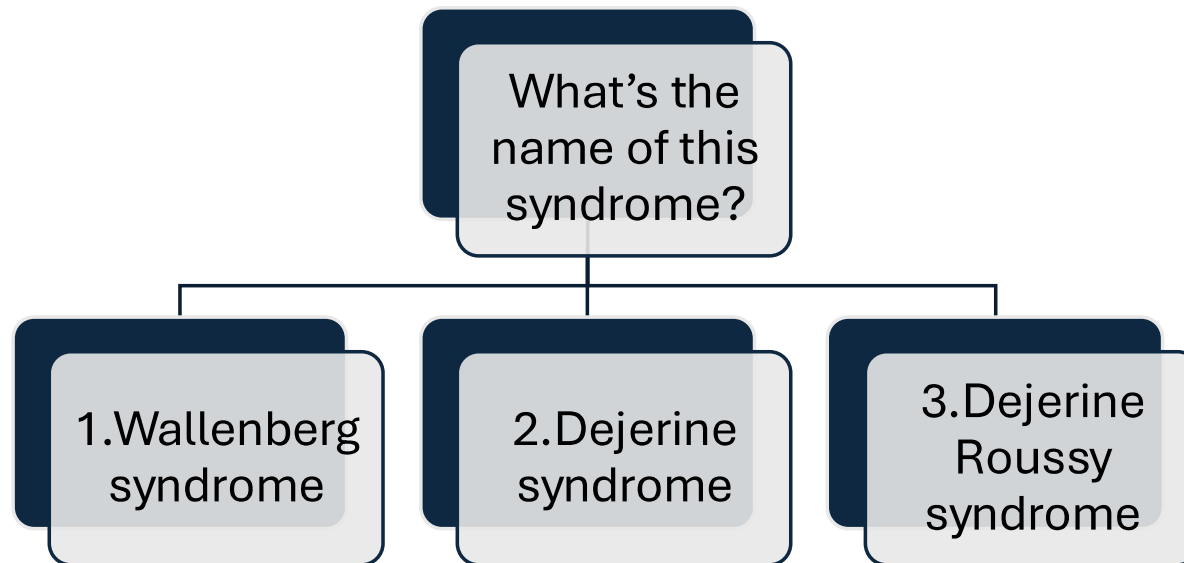 What’s the
name of this
syndrome?
1.Wallenberg
syndrome
2.Dejerine
syndrome
3.Dejerine
Roussy
syndrome